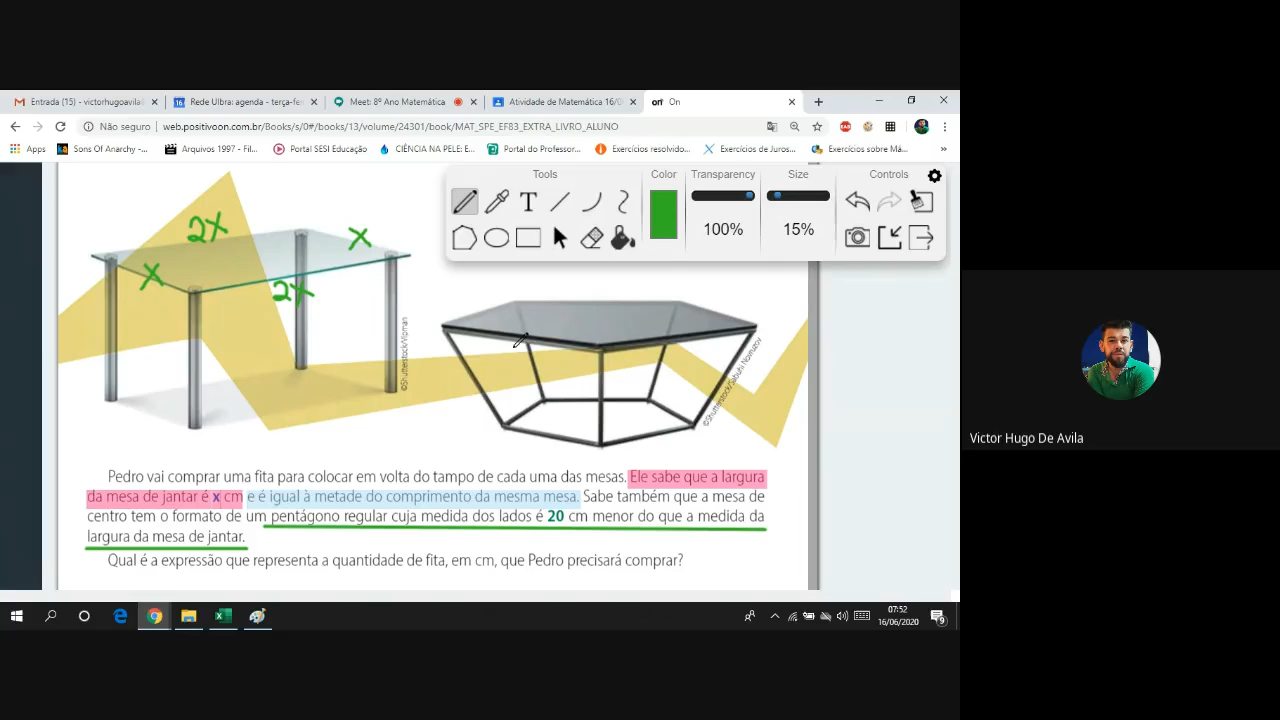 Entrada (15) - victorhugoavila
Rede Ulbra: agenda - terça-fei
Meet: 8º Ano Matemática
Atividade de Matemática 16/0
On
Não seguro
web.positivoon.com.br/Books/s/0#/books/13/volume/24301/book/MAT_SPE_EF83_EXTRA_LIVRO_ALUNO
Apps
Sons Of Anarchy -...
Arquivos 1997 - Fil...
Portal SESI Educação
CIÊNCIA NA PELE: E...
Portal do Professor...
Exercícios resolvido...
Exercícios de Juros...
Exercícios sobre Má...
»
Tools
Color
Transparency
Size
Controls
T
100%
15%
2X
X
X
2X
©Shutterstock/Vipman
©Shutterstock/Sabuhi Novruzov
Pedro vai comprar uma fita para colocar em volta do tampo de cada uma das mesas. Ele sabe que a largura
da mesa de jantar é x cm e é igual à metade do comprimento da mesma mesa. Sabe também que a mesa de
centro tem o formato de um pentágono regular cuja medida dos lados é 20 cm menor do que a medida da
largura da mesa de jantar.
Qual é a expressão que representa a quantidade de fita, em cm, que Pedro precisará comprar?
Victor Hugo De Avila
07:52
16/06/2020
9